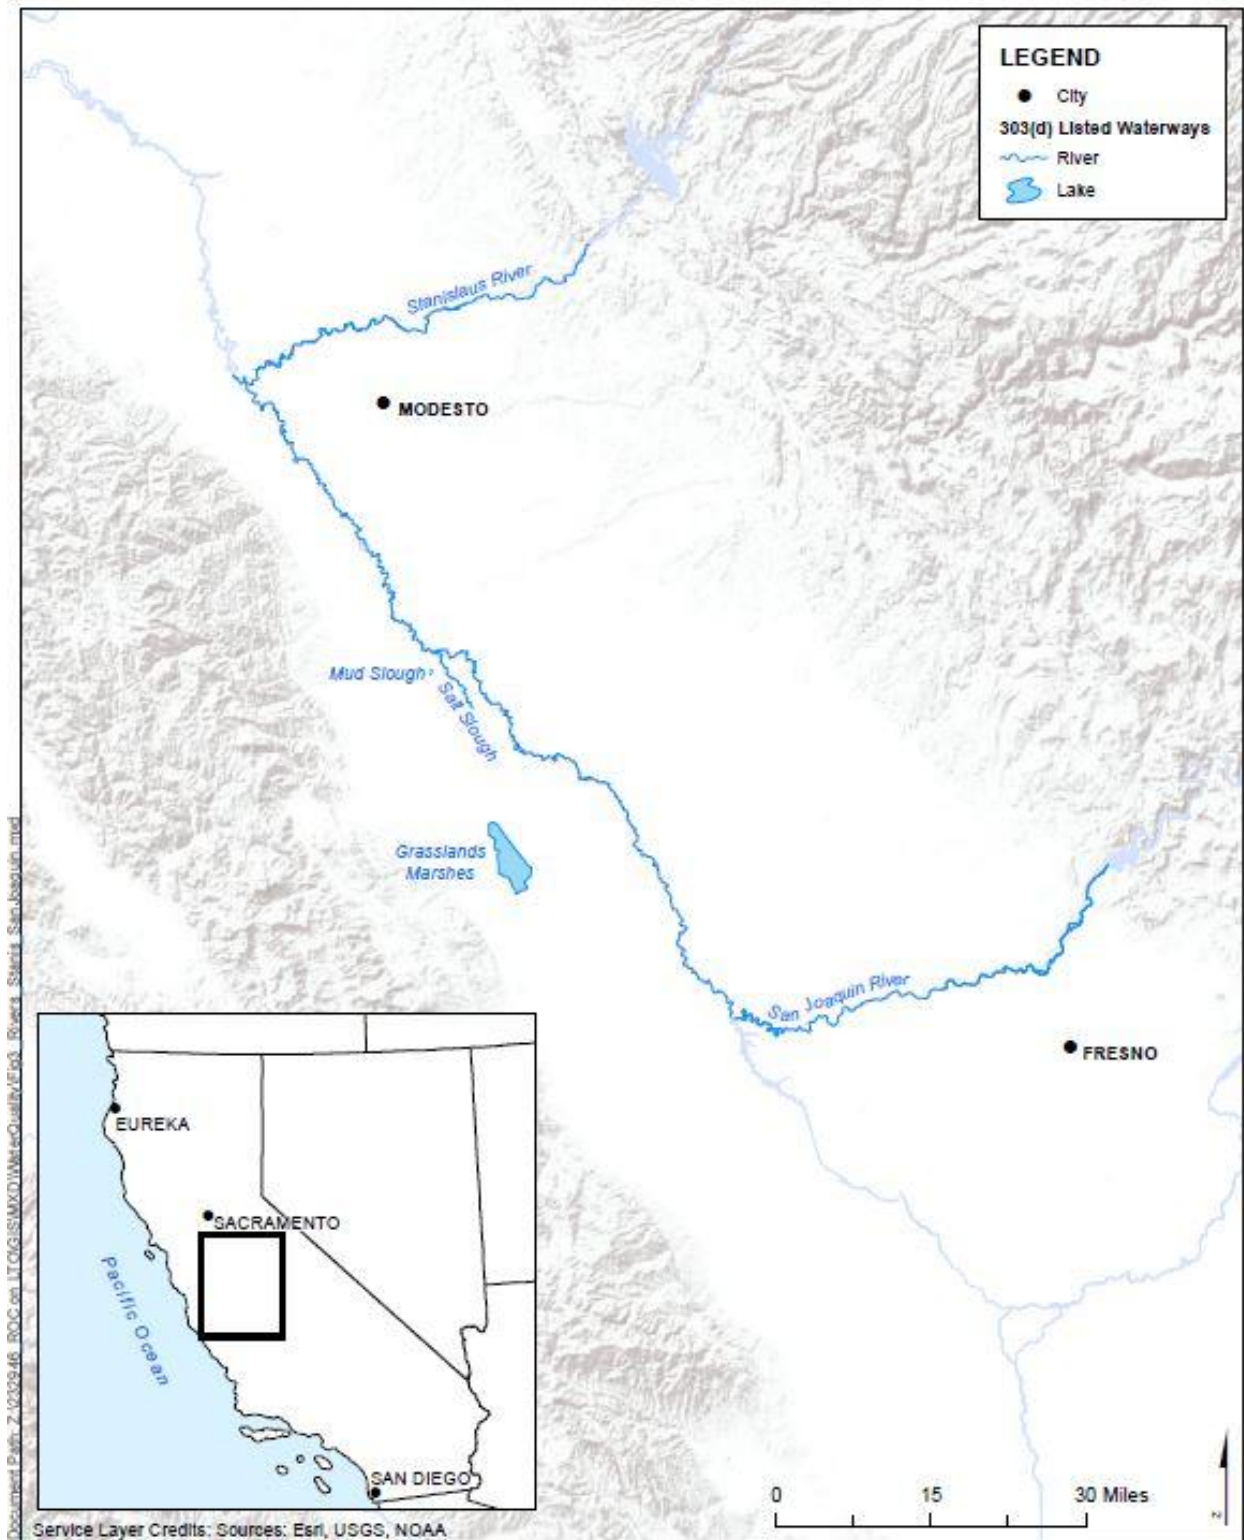 LEGEND
City
303(d) Listed Waterways
River
Lake
Stanislaus River
MODESTO
Mud Slough
Salt Slough
Grasslands
Marshes
San Joaquin River
FRESNO
EUREKA
SACRAMENTO
Pacific Ocean
SAN DIEGO
0 15 30 Miles
Service Layer Credits: Sources: Esri, USGS, NOAA